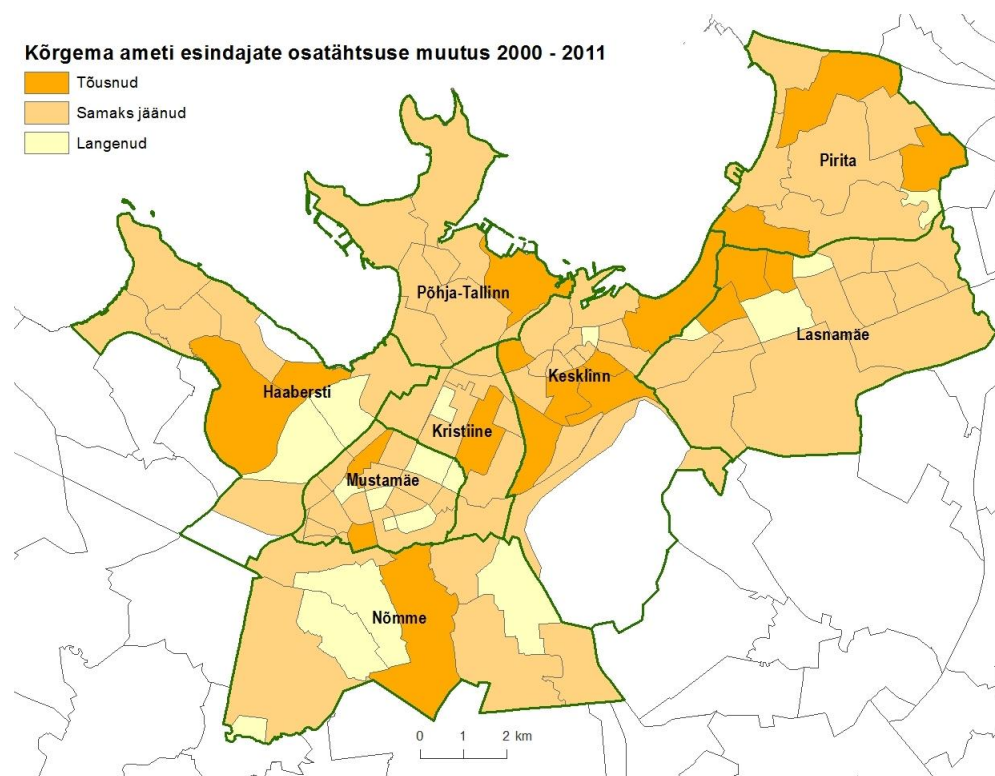 Kõrgema ameti esindajate osatähtsuse muutus 2000 - 2011
Tõusnud
Samaks jäänud
Langenud
Pirita
Põhja-Tallinn
Lasnamäe
Kesklinn
Haabersti
Kristiine
Mustamäe
Nõmme
0 1 2 km